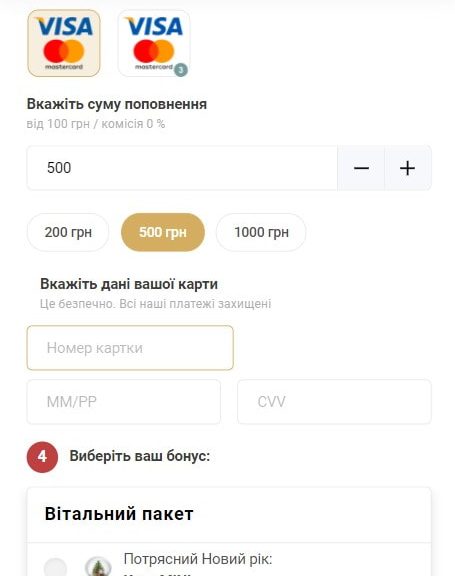 VISA VISA
mastercard mastercard 3
Вкажіть суму поповнення
від 100 грн / комісія 0 %
500 − +
200 грн 500 грн 1000 грн
Вкажіть дані вашої карти
Це безпечно. Всі наші платежі захищені
Номер картки
ММ/РР CVV
4 Виберіть ваш бонус:
Вітальний пакет
Потрясний Новий рік: